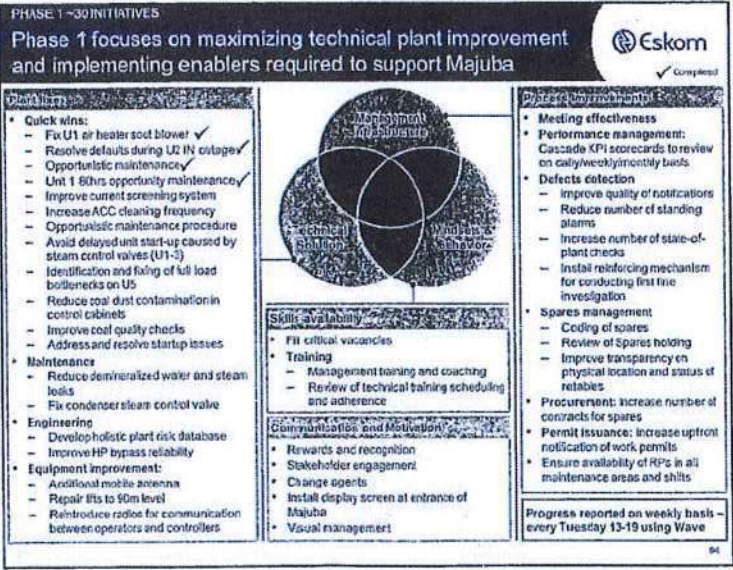 PHASE 1 ~30 INITIATIVES
Phase 1 focuses on maximizing technical plant improvement
and implementing enablers required to support Majuba
Eskom
✓ Completed
Plant fixes
• Quick wins:
– Fix U1 air heater soot blower ✓
– Resolve defaults during U2 IN outage ✓
– Opportunistic maintenance ✓
– Unit 1 60hrs opportunity maintenance ✓
– Improve current screening system
– Increase ACC cleaning frequency
– Opportunistic maintenance procedure
– Avoid delayed unit start-up caused by
steam control valves (U1-3)
– Identification and fixing of full load
bottlenecks on U5
– Reduce coal dust contamination in
control cabinets
– Improve coal quality checks
– Address and resolve startup issues
• Maintenance
– Reduce demineralized water and steam
leaks
– Fix condenser steam control valve
• Engineering
– Develop holistic plant risk database
– Improve HP bypass reliability
• Equipment improvement:
– Additional mobile antenna
– Repair lifts to 90m level
– Reintroduce radios for communication
between operators and controllers
Management
Infrastructure
Technical
Solution
Mindsets &
Behavior
Skills availability
• Fill critical vacancies
• Training
– Management training and coaching
– Review of technical training scheduling
and adherence
Communication and Motivation
• Rewards and recognition
• Stakeholder engagement
• Change agents
• Install display screen at entrance of
Majuba
• Visual management
Process improvements
• Meeting effectiveness
• Performance management:
Cascade KPI scorecards to review
on daily/weekly/monthly basis
• Defects detection
– Improve quality of notifications
– Reduce number of standing
alarms
– Increase number of state-of-
plant checks
– Install reinforcing mechanism
for conducting first line
investigation
• Spares management
– Coding of spares
– Review of Spares holding
– Improve transparency on
physical location and status of
rotables
• Procurement: Increase number of
contracts for spares
• Permit issuance: Increase upfront
notification of work permits
• Ensure availability of RPs in all
maintenance areas and shifts
Progress reported on weekly basis –
every Tuesday 13-19 using Wave